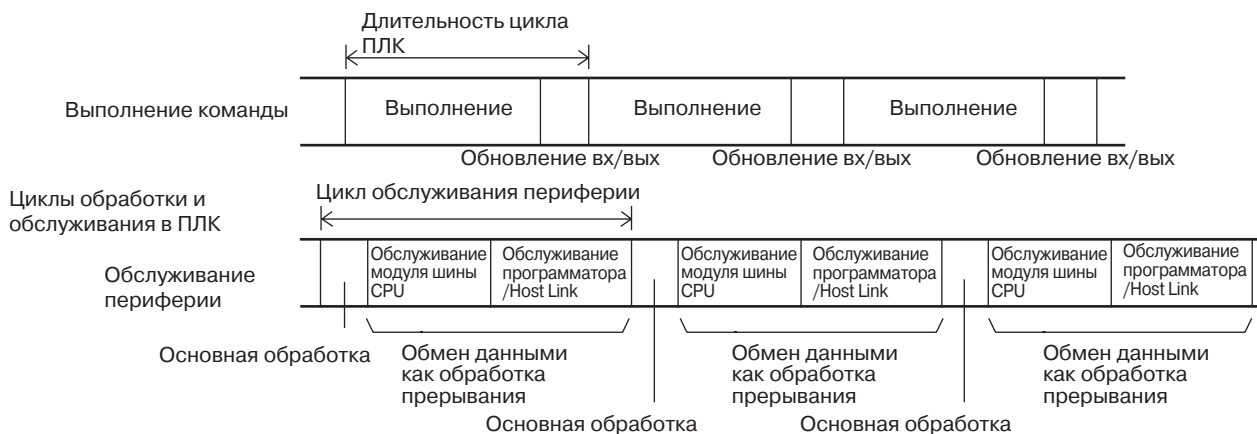 Длительность цикла
ПЛК
Выполнение команды
Выполнение
Выполнение
Выполнение
Обновление вх/вых
Обновление вх/вых
Обновление вх/вых
Циклы обработки и
обслуживания в ПЛК
Цикл обслуживания периферии
Обслуживание
периферии
Обслуживание
модуля шины
CPU
Обслуживание
программатора
/Host Link
Обслуживание
модуля шины
CPU
Обслуживание
программатора
/Host Link
Обслуживание
модуля шины
CPU
Обслуживание
программатора
/Host Link
Основная обработка
Обмен данными
как обработка
прерывания
Основная обработка
Обмен данными
как обработка
прерывания
Основная обработка
Обмен данными
как обработка
прерывания